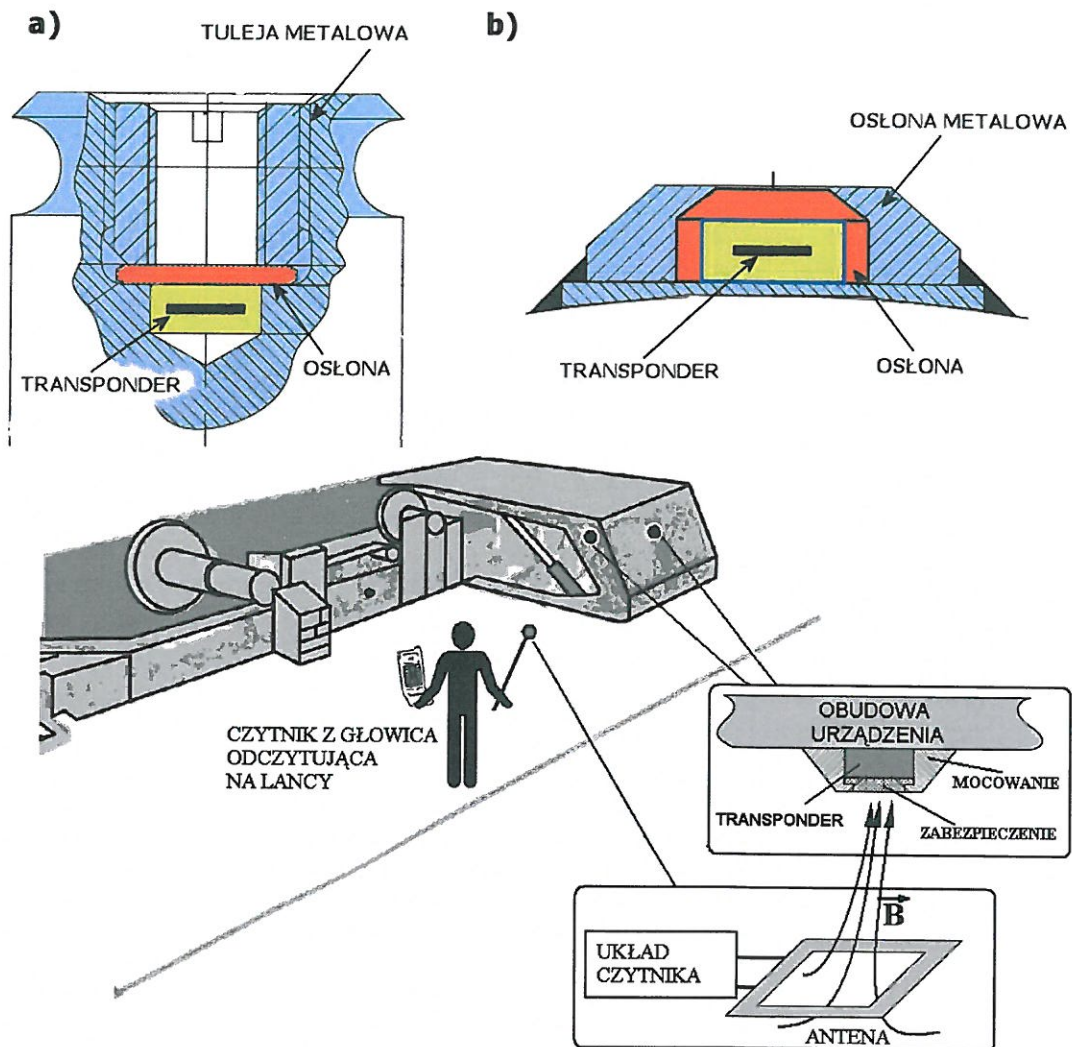 a)
TULEJA METALOWA
TRANSPONDER
OSŁONA
b)
OSŁONA METALOWA
TRANSPONDER
OSŁONA
CZYTNIK Z GŁOWICA
ODCZYTUJĄCA
NA LANCY
OBUDOWA
URZĄDZENIA
MOCOWANIE
TRANSPONDER
ZABEZPIECZENIE
B
UKŁAD
CZYTNIKA
ANTENA